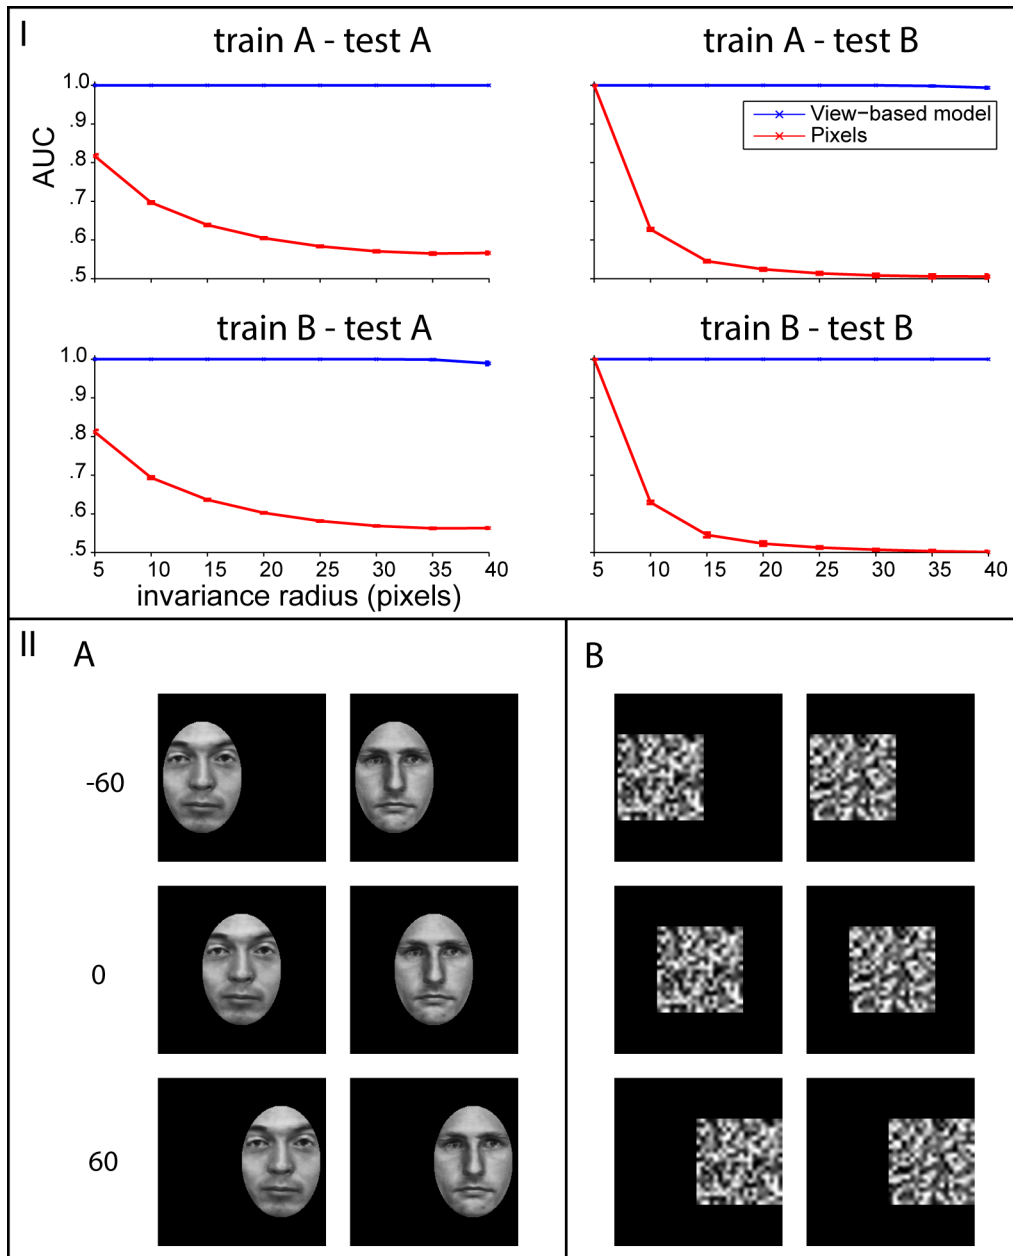 I
train A - test A
train A - test B
AUC
1.0
.9
.8
.7
.6
.5
View-based model
Pixels
train B - test A
train B - test B
1.0
.9
.8
.7
.6
.5
5 10 15 20 25 30 35 40
5 10 15 20 25 30 35 40
invariance radius (pixels)
II
A
B
-60
0
60